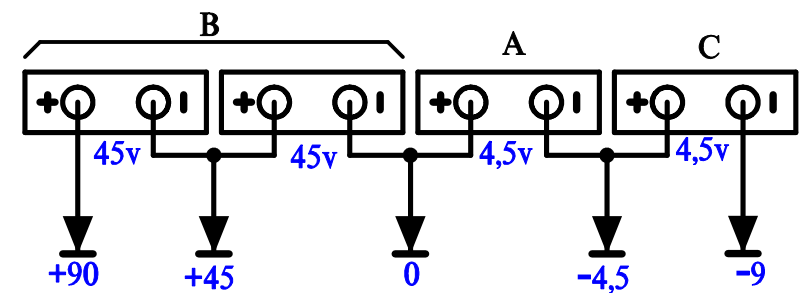 B A C
+ - + - + - + -
45v 45v 4,5v 4,5v
+90 +45 0 -4,5 -9